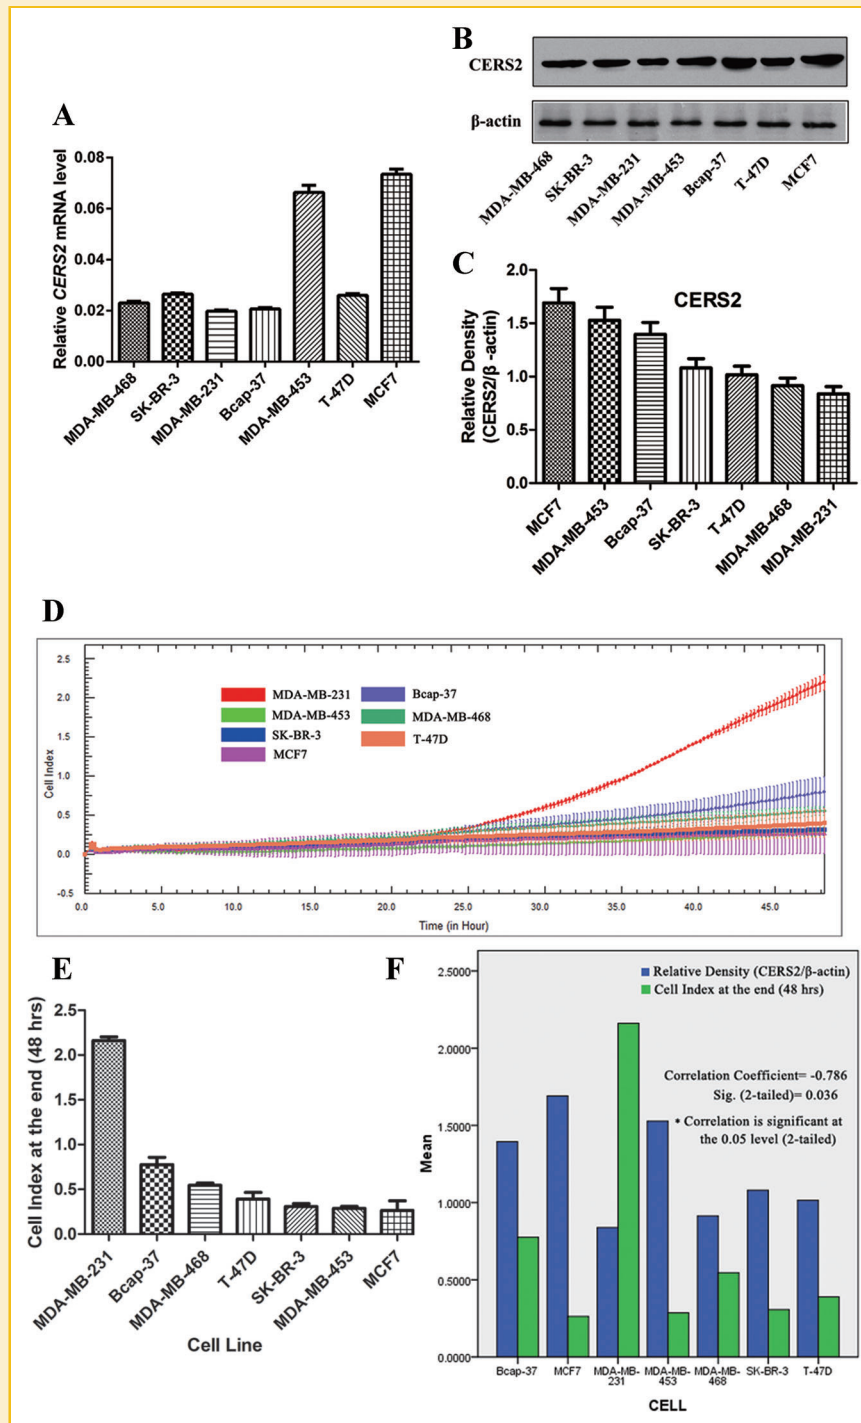 A
Relative CERS2 mRNA level
0.08
0.06
0.04
0.02
0.00
MDA-MB-468
SK-BR-3
MDA-MB-231
Bcap-37
MDA-MB-453
T-47D
MCF7
B
CERS2
β-actin
MDA-MB-468
SK-BR-3
MDA-MB-231
MDA-MB-453
Bcap-37
T-47D
MCF7
C
CERS2
Relative Density
(CERS2/β -actin)
2.0
1.5
1.0
0.5
0.0
MCF7
MDA-MB-453
Bcap-37
SK-BR-3
T-47D
MDA-MB-468
MDA-MB-231
D
Cell Index
2.5
2.0
1.5
1.0
0.5
0.0
-0.5
MDA-MB-231
MDA-MB-453
SK-BR-3
MCF7
Bcap-37
MDA-MB-468
T-47D
0.0 5.0 10.0 15.0 20.0 25.0 30.0 35.0 40.0 45.0
Time (in Hour)
E
Cell Index at the end (48 hrs)
2.5
2.0
1.5
1.0
0.5
0.0
MDA-MB-231
Bcap-37
MDA-MB-468
T-47D
SK-BR-3
MDA-MB-453
MCF7
Cell Line
F
Mean
2.5000
2.0000
1.5000
1.0000
0.5000
0.0000
Relative Density (CERS2/β-actin)
Cell Index at the end (48 hrs)
Correlation Coefficient= -0.786
Sig. (2-tailed)= 0.036
* Correlation is significant at
the 0.05 level (2-tailed)
Bcap-37 MCF7 MDA-MB- MDA-MB- MDA-MB- SK-BR-3 T-47D
231 453 468
CELL